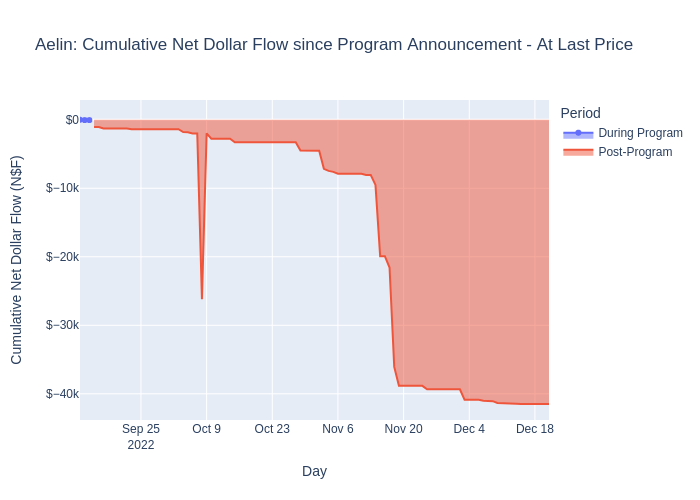 Aelin: Cumulative Net Dollar Flow since Program Announcement - At Last Price
Period
During Program
Post-Program
Cumulative Net Dollar Flow (N$F)
$0
$−10k
$−20k
$−30k
$−40k
Sep 25
2022
Oct 9
Oct 23
Nov 6
Nov 20
Dec 4
Dec 18
Day